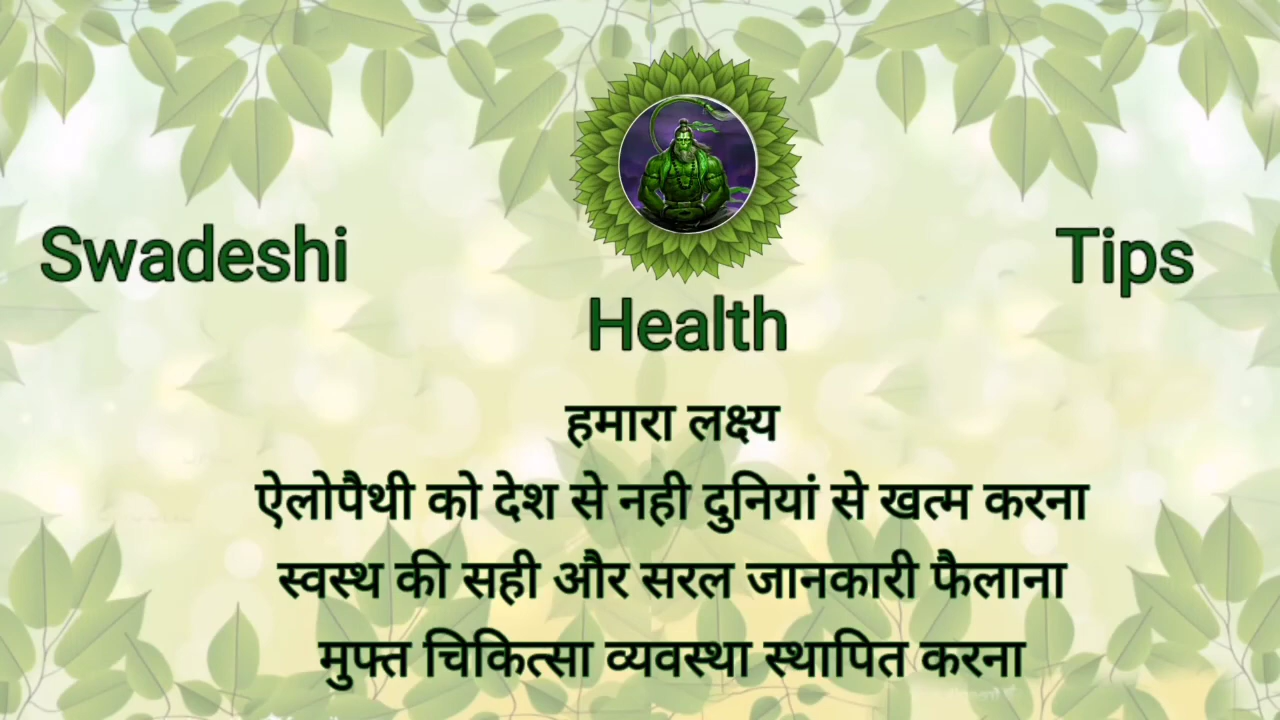 Swadeshi
Health
Tips
हमारा लक्ष्य
ऐलोपैथी को देश से नही दुनियां से खत्म करना
स्वस्थ की सही और सरल जानकारी फैलाना
मुफ्त चिकित्सा व्यवस्था स्थापित करना